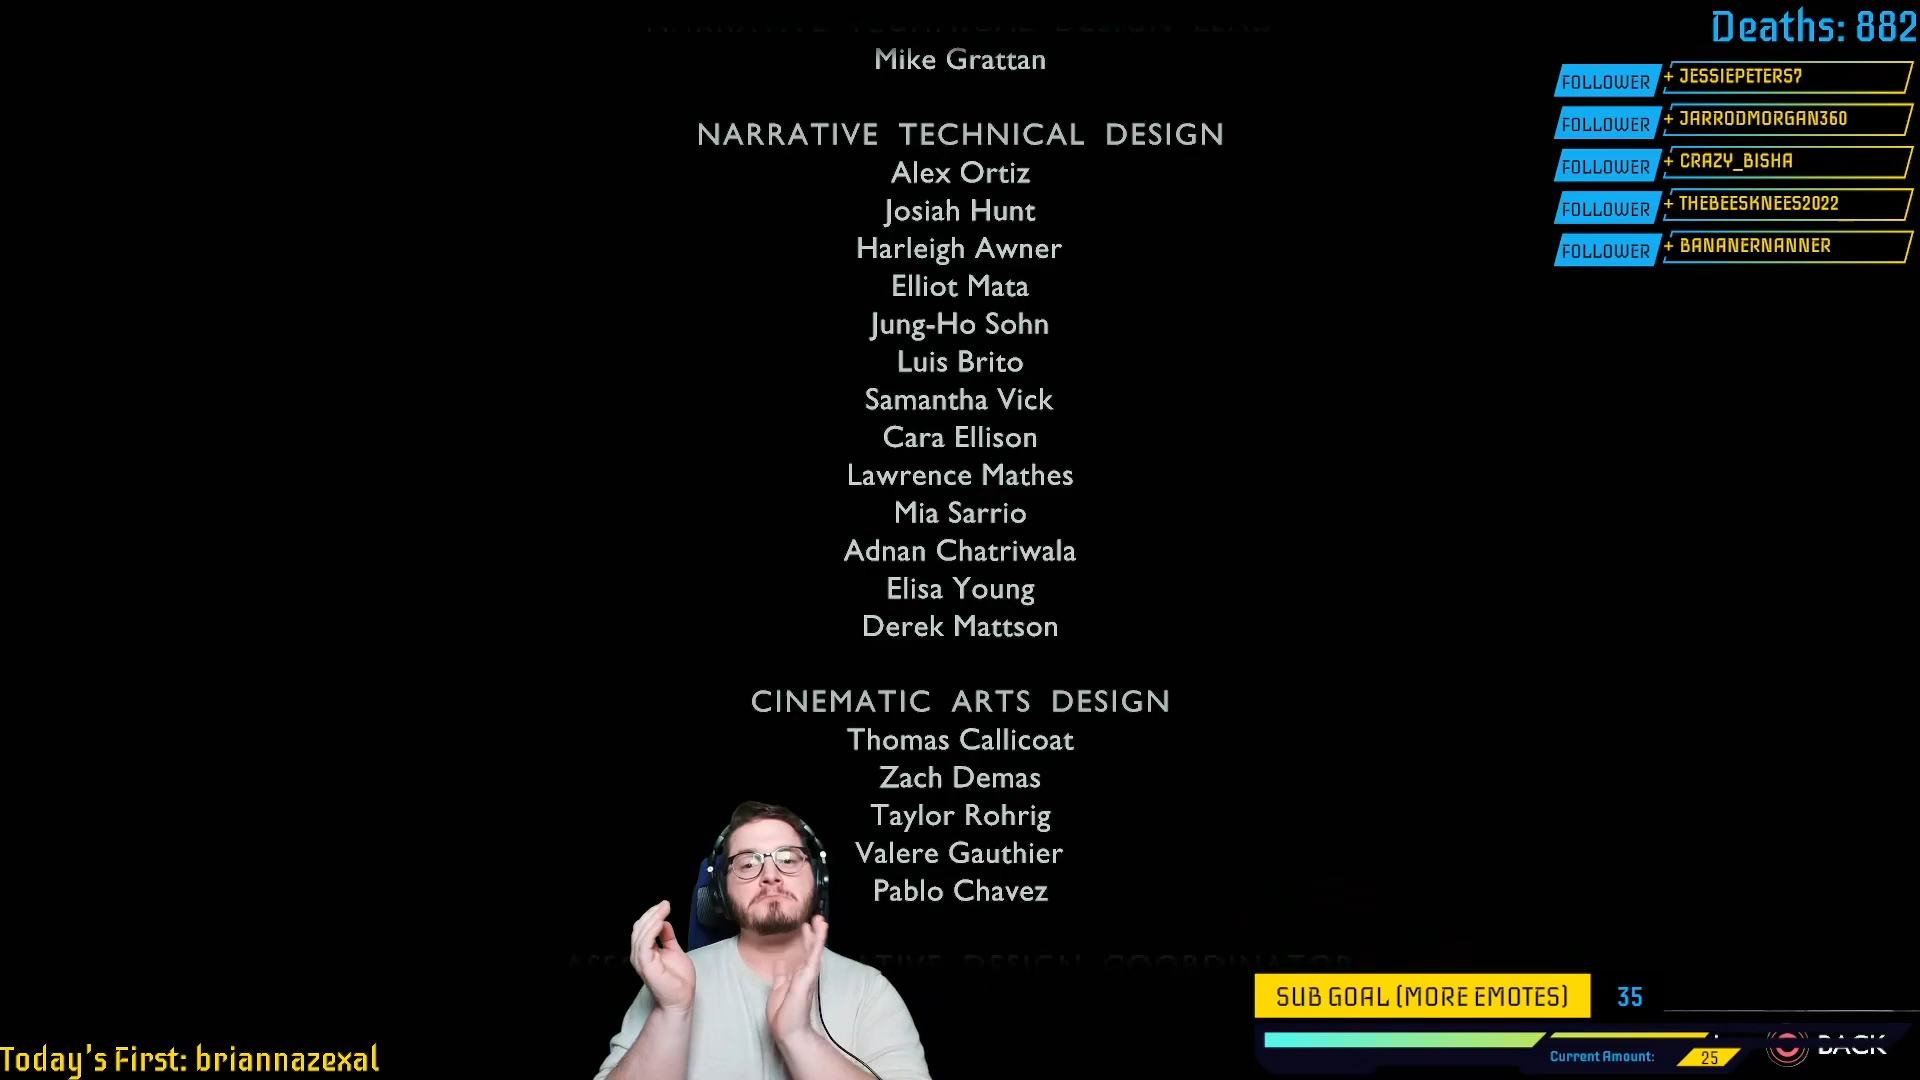 Deaths: 882
Mike Grattan
FOLLOWER + JESSIEPETERS7
FOLLOWER + JARRODMORGAN360
FOLLOWER + CRAZY_BISHA
FOLLOWER + THEBEESKNEES2022
FOLLOWER + BANANERNANNER
NARRATIVE TECHNICAL DESIGN
Alex Ortiz
Josiah Hunt
Harleigh Awner
Elliot Mata
Jung-Ho Sohn
Luis Brito
Samantha Vick
Cara Ellison
Lawrence Mathes
Mia Sarrio
Adnan Chatriwala
Elisa Young
Derek Mattson
CINEMATIC ARTS DESIGN
Thomas Callicoat
Zach Demas
Taylor Rohrig
Valere Gauthier
Pablo Chavez
DESIGN COORDINATOR
SUB GOAL (MORE EMOTES) 35
Current Amount: 25
BACK
Today's First: briannazexal